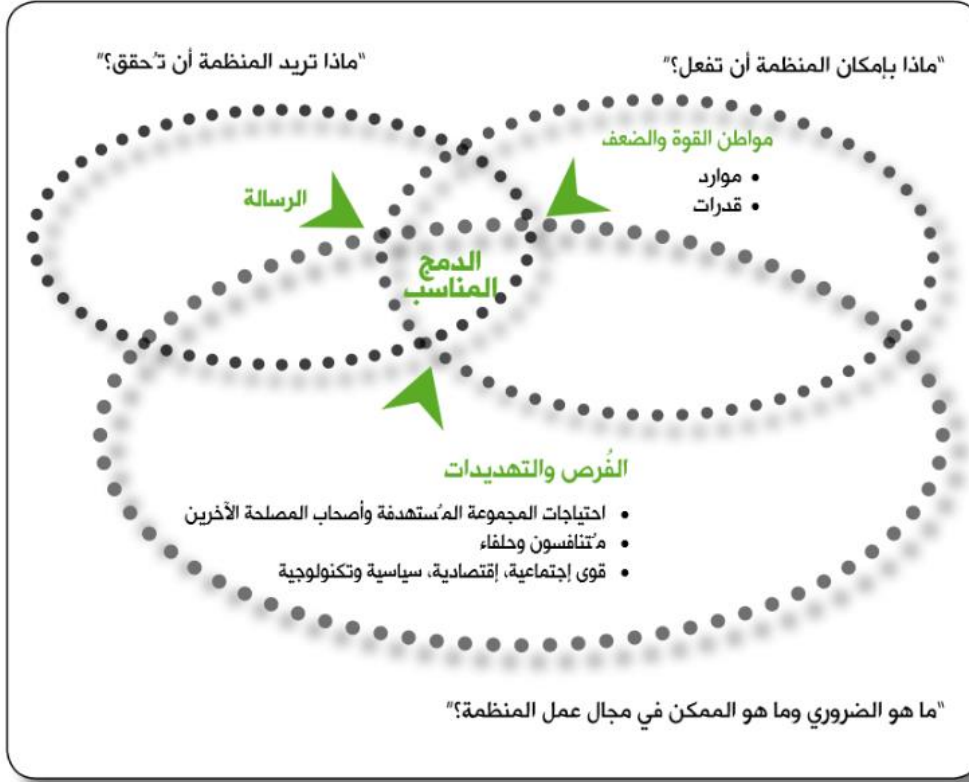 "ماذا بإمكان المنظمة أن تفعل؟"
"ماذا تريد المنظمة أن تُحقق؟"
مواطن القوة والضعف
• موارد
• قدرات
الرسالة
الدمج
المناسب
الفُرص والتهديدات
• احتياجات المجموعة المُستهدفة وأصحاب المصلحة الآخرين
• مُتنافسون وحلفاء
• قوى إجتماعية، إقتصادية، سياسية وتكنولوجية
"ما هو الضروري وما هو الممكن في مجال عمل المنظمة؟"